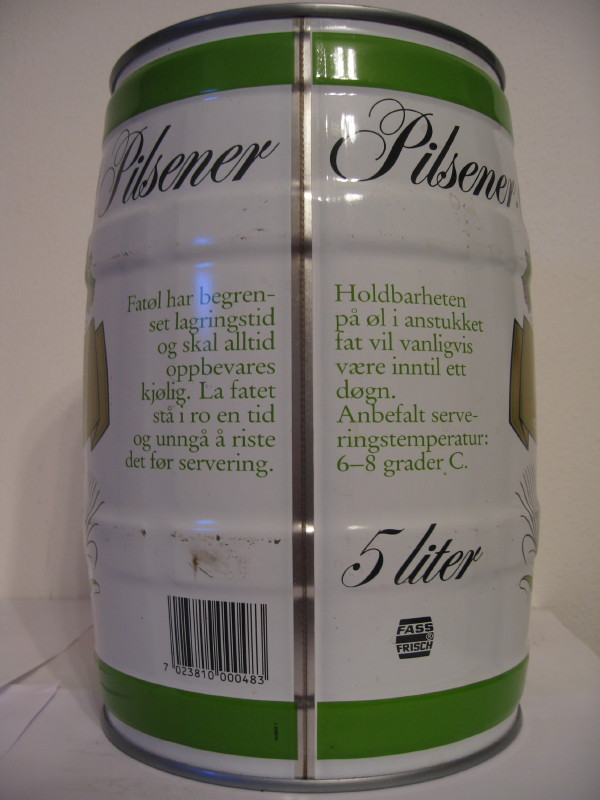 Pilsener
Fatøl har begren-
set lagringstid
og skal alltid
oppbevares
kjølig. La fatet
stå i ro en tid
og unngå å riste
det før servering.
7 023810 000483
Pilsener
Holdbarheten
på øl i anstukket
fat vil vanligvis
være inntil ett
døgn.
Anbefalt serve-
ringstemperatur:
6–8 grader C.
5 liter
FASS
FRISCH ®